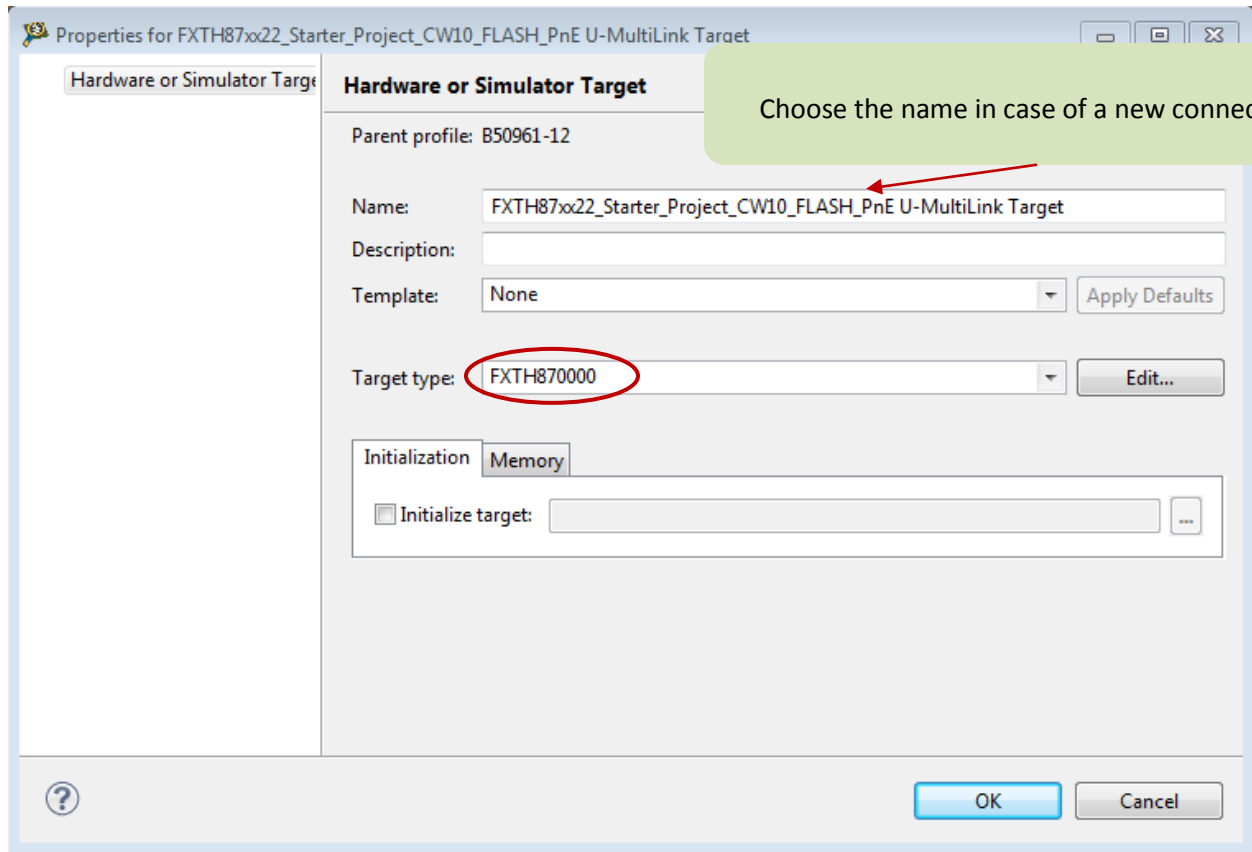 Properties for FXTH87xx22_Starter_Project_CW10_FLASH_PnE U-MultiLink Target
Hardware or Simulator Targe
Hardware or Simulator Target
Choose the name in case of a new connec
Parent profile: B50961-12
Name: FXTH87xx22_Starter_Project_CW10_FLASH_PnE U-MultiLink Target
Description:
Template: None Apply Defaults
Target type: FXTH870000 Edit...
Initialization Memory
Initialize target: ...
? OK Cancel